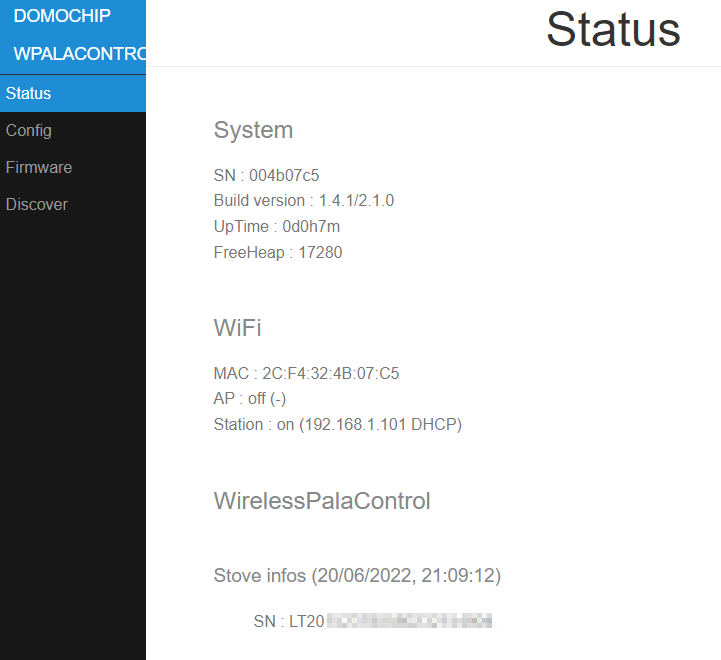 DOMOCHIP
WPALACONTRO
Status
Config
Firmware
Discover
Status
System
SN : 004b07c5
Build version : 1.4.1/2.1.0
UpTime : 0d0h7m
FreeHeap : 17280
WiFi
MAC : 2C:F4:32:4B:07:C5
AP : off (-)
Station : on (192.168.1.101 DHCP)
WirelessPalaControl
Stove infos (20/06/2022, 21:09:12)
SN : LT20